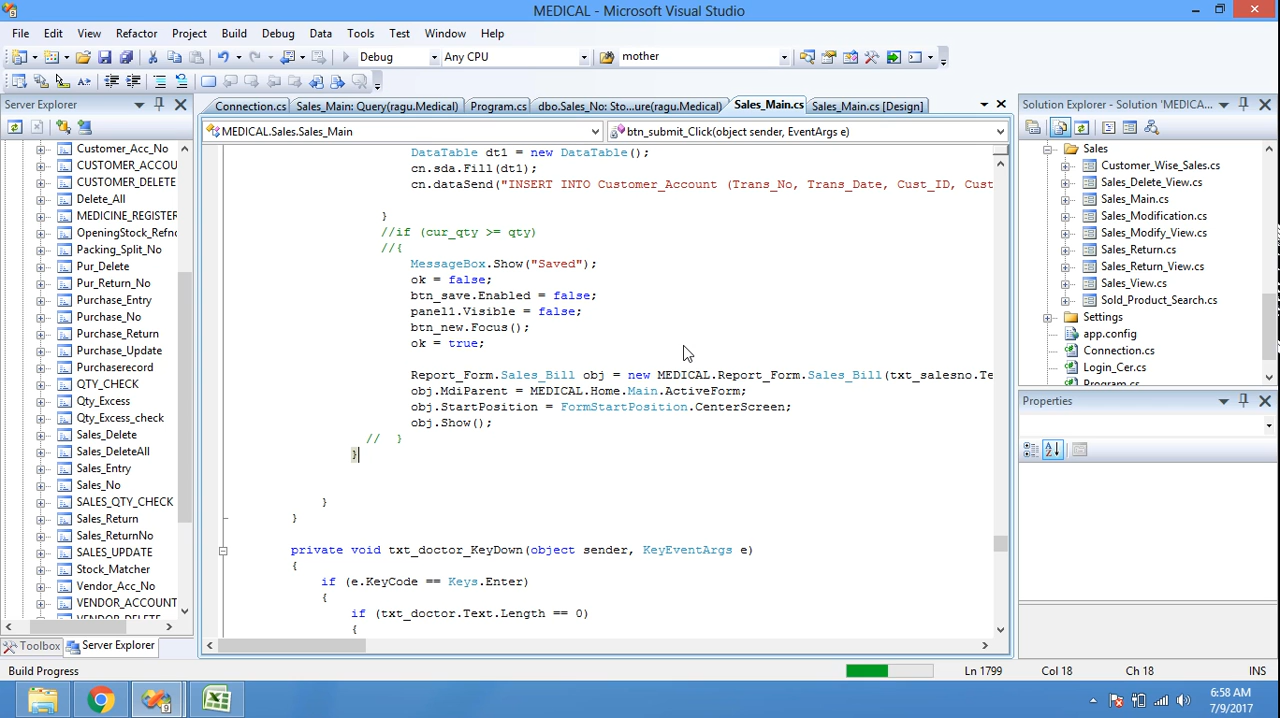 MEDICAL - Microsoft Visual Studio
File Edit View Refactor Project Build Debug Data Tools Test Window Help
Debug Any CPU mother
Server Explorer
Connection.cs Sales_Main: Query(ragu.Medical) Program.cs dbo.Sales_No: Sto...ure(ragu.Medical) Sales_Main.cs Sales_Main.cs [Design]
Solution Explorer - Solution 'MEDICA...
MEDICAL.Sales.Sales_Main btn_submit_Click(object sender, EventArgs e)
Customer_Acc_No
CUSTOMER_ACCOUN
CUSTOMER_DELETE
Delete_All
MEDICINE_REGISTER
OpeningStock_Refno
Packing_Split_No
Pur_Delete
Pur_Return_No
Purchase_Entry
Purchase_No
Purchase_Return
Purchase_Update
Purchaserecord
QTY_CHECK
Qty_Excess
Qty_Excess_check
Sales_Delete
Sales_DeleteAll
Sales_Entry
Sales_No
SALES_QTY_CHECK
Sales_Return
Sales_ReturnNo
SALES_UPDATE
Stock_Matcher
Vendor_Acc_No
VENDOR_ACCOUNT
VENDOR_DELETE
Toolbox Server Explorer
DataTable dt1 = new DataTable();
cn.sda.Fill(dt1);
cn.dataSend("INSERT INTO Customer_Account (Trans_No, Trans_Date, Cust_ID, Cust
}
//if (cur_qty >= qty)
//{
MessageBox.Show("Saved");
ok = false;
btn_save.Enabled = false;
panel1.Visible = false;
btn_new.Focus();
ok = true;
Report_Form.Sales_Bill obj = new MEDICAL.Report_Form.Sales_Bill(txt_salesno.Te
obj.MdiParent = MEDICAL.Home.Main.ActiveForm;
obj.StartPosition = FormStartPosition.CenterScreen;
obj.Show();
// }
}
}
}
private void txt_doctor_KeyDown(object sender, KeyEventArgs e)
{
if (e.KeyCode == Keys.Enter)
{
if (txt_doctor.Text.Length == 0)
{
Sales
Customer_Wise_Sales.cs
Sales_Delete_View.cs
Sales_Main.cs
Sales_Modification.cs
Sales_Modify_View.cs
Sales_Return.cs
Sales_Return_View.cs
Sales_View.cs
Sold_Product_Search.cs
Settings
app.config
Connection.cs
Login_Cer.cs
Program.cs
Properties
Build Progress Ln 1799 Col 18 Ch 18 INS
6:58 AM
7/9/2017